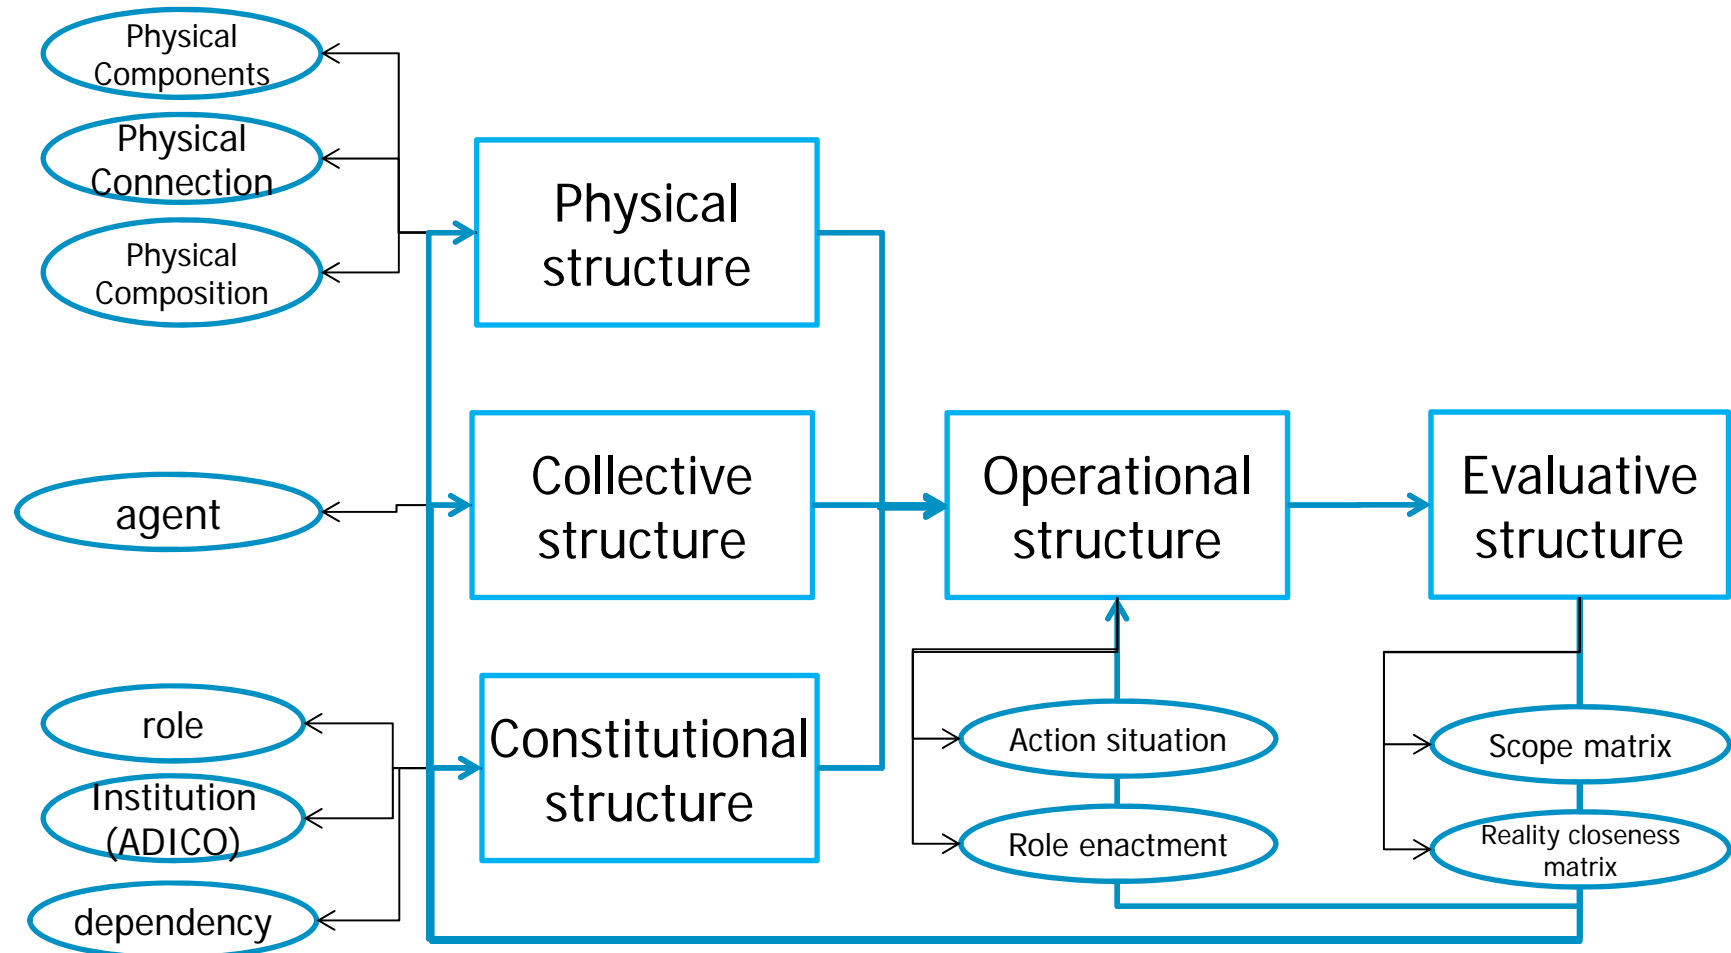 Physical
Components
Physical
Connection
Physical
Composition
agent
role
Institution
(ADICO)
dependency
Physical
structure
Collective
structure
Constitutional
structure
Operational
structure
Action situation
Role enactment
Evaluative
structure
Scope matrix
Reality closeness
matrix